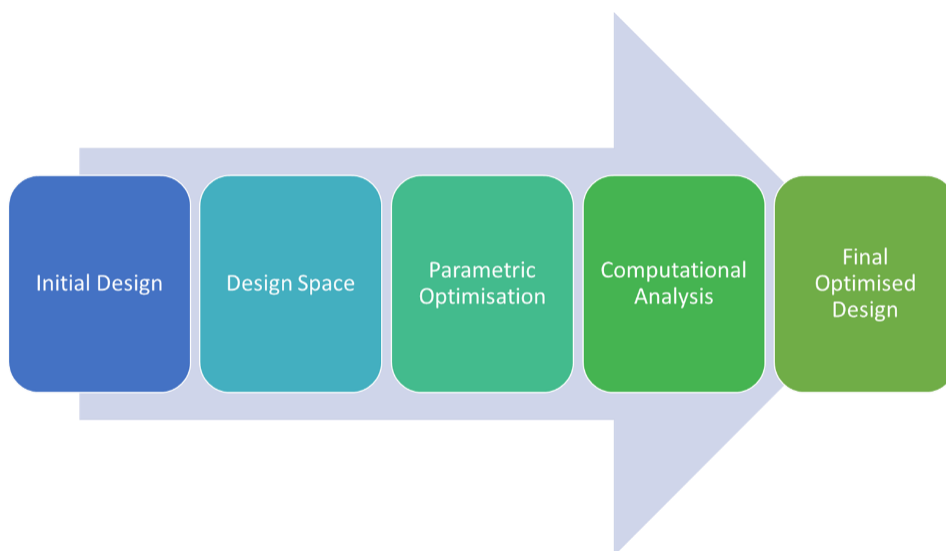 Initial Design
Design Space
Parametric
Optimisation
Computational
Analysis
Final
Optimised
Design